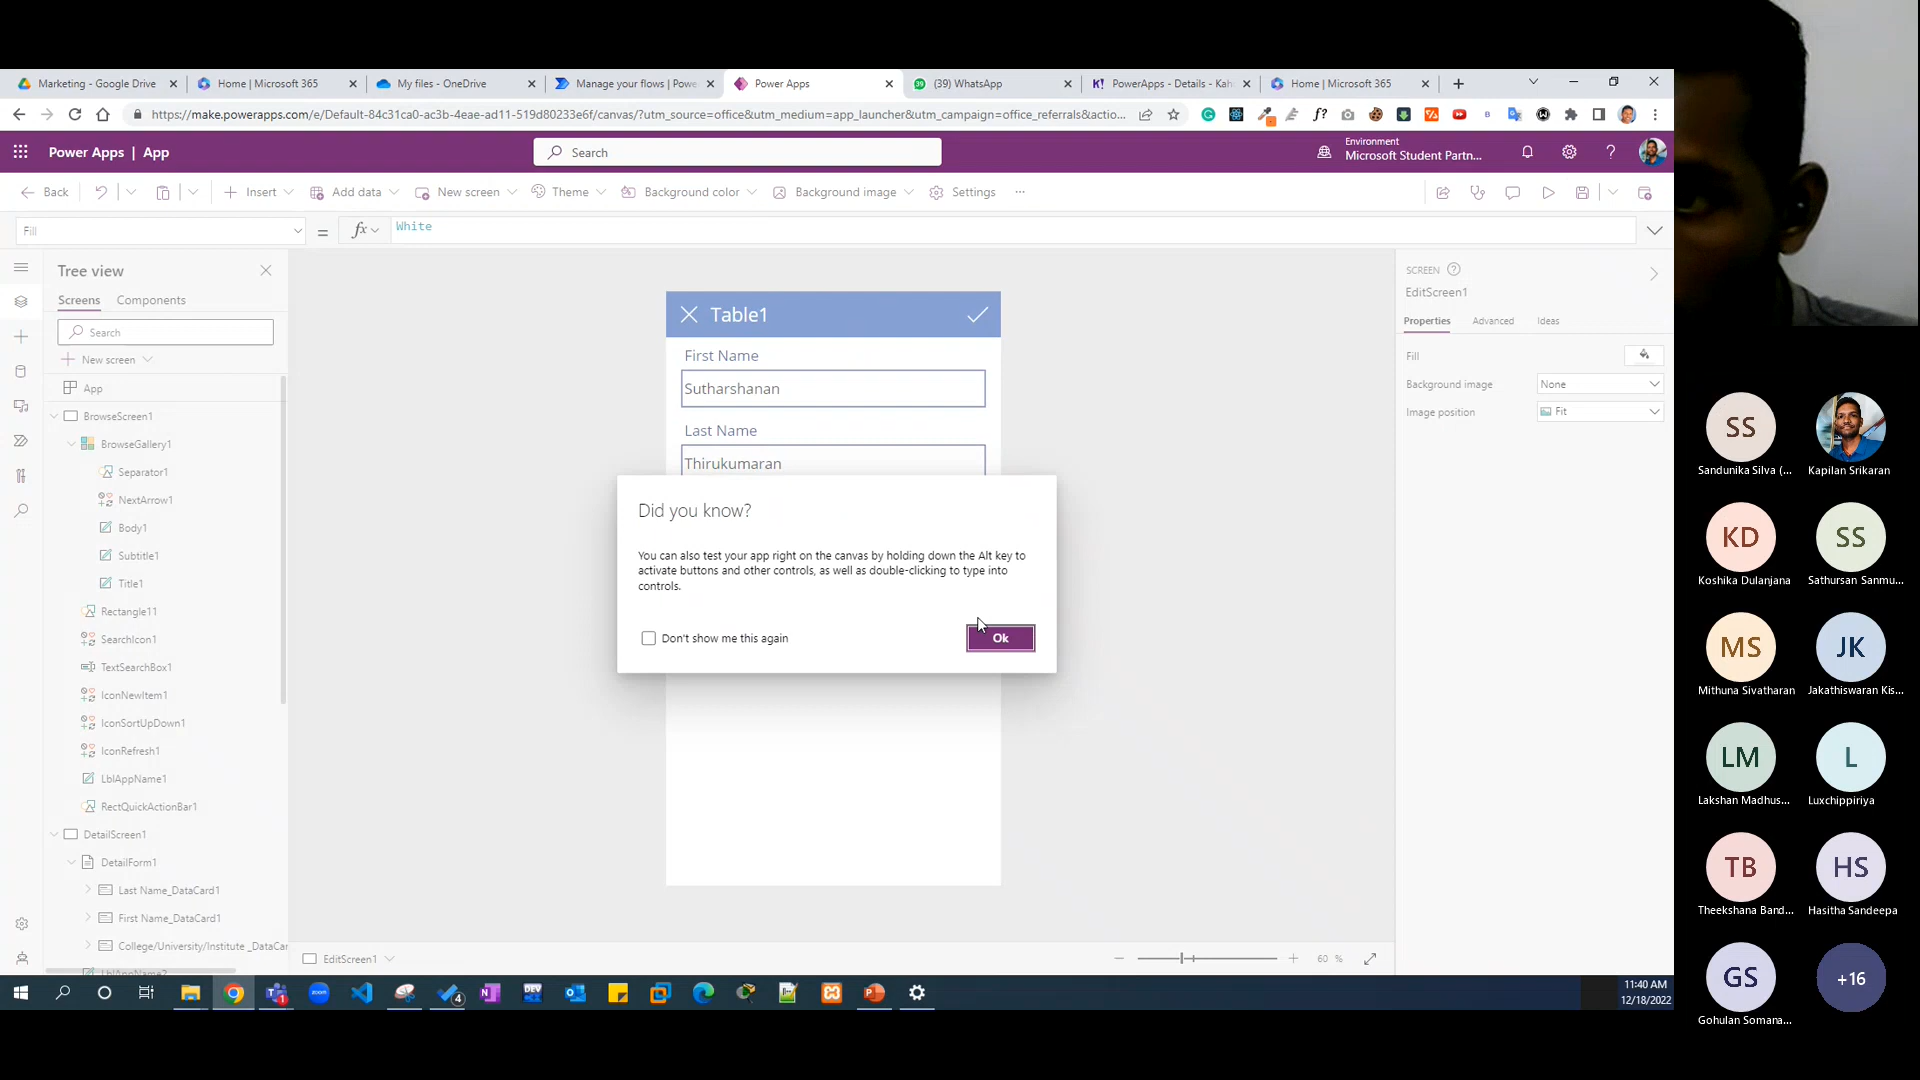 Marketing - Google Drive
Home | Microsoft 365
My files - OneDrive
Manage your flows | Powe
Power Apps
(39) WhatsApp
PowerApps - Details - Kah
Home | Microsoft 365
https://make.powerapps.com/e/Default-84c31ca0-ac3b-4eae-ad11-519d80233e6f/canvas/?utm_source=office&utm_medium=app_launcher&utm_campaign=office_referrals&actio...
Power Apps | App
Search
Environment
Microsoft Student Partn...
Back
Insert
Add data
New screen
Theme
Background color
Background image
Settings
Fill
=
fx
White
Tree view
Screens
Components
Search
New screen
App
BrowseScreen1
BrowseGallery1
Separator1
NextArrow1
Body1
Subtitle1
Title1
Rectangle11
SearchIcon1
TextSearchBox1
IconNewItem1
IconSortUpDown1
IconRefresh1
LblAppName1
RectQuickActionBar1
DetailScreen1
DetailForm1
Last Name_DataCard1
First Name_DataCard1
College/University/Institute _DataCar
LblAppName2
Table1
First Name
Sutharshanan
Last Name
Thirukumaran
Did you know?
You can also test your app right on the canvas by holding down the Alt key to
activate buttons and other controls, as well as double-clicking to type into
controls.
Don't show me this again
Ok
SCREEN
EditScreen1
Properties
Advanced
Ideas
Fill
Background image
None
Image position
Fit
EditScreen1
60 %
11:40 AM
12/18/2022
SS
Sandunika Silva (...
Kapilan Srikaran
KD
Koshika Dulanjana
SS
Sathursan Sanmu...
MS
Mithuna Sivatharan
JK
Jakathiswaran Kis...
LM
Lakshan Madhus...
L
Luxchippiriya
TB
Theekshana Band...
HS
Hasitha Sandeepa
GS
Gohulan Somana...
+16